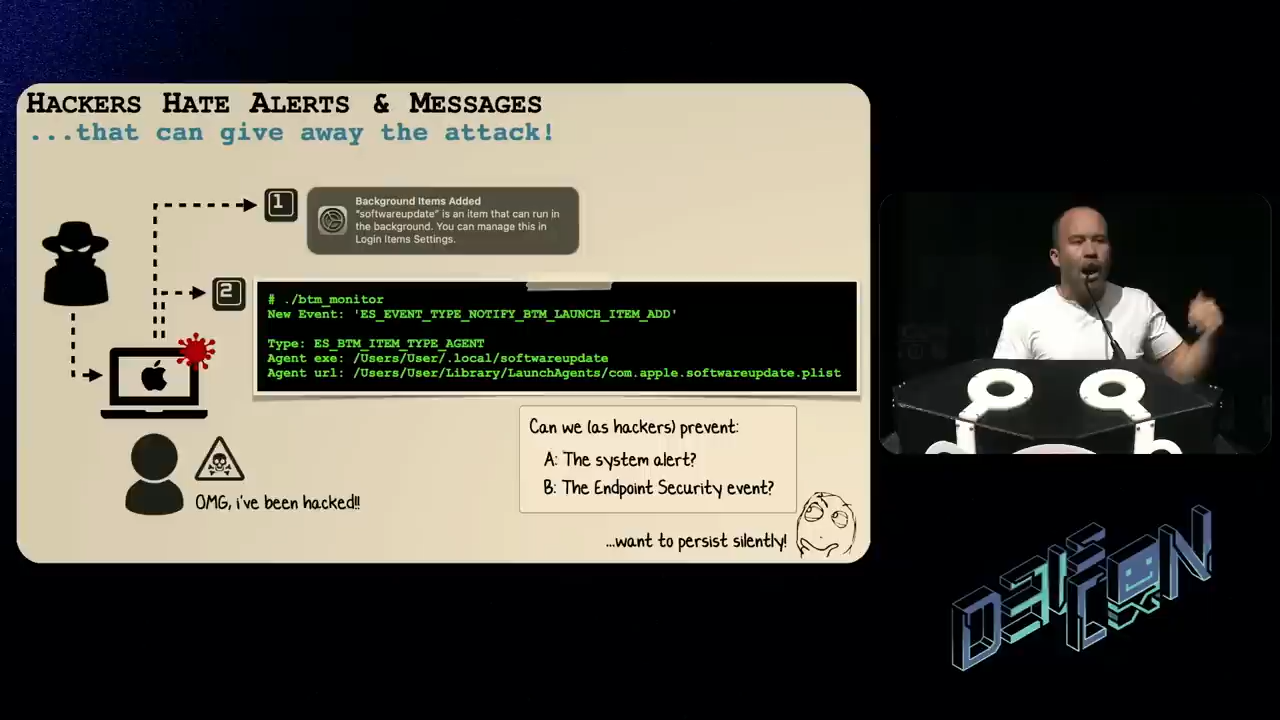 Hackers Hate Alerts & Messages
...that can give away the attack!
1
Background Items Added
"softwareupdate" is an item that can run in
the background. You can manage this in
Login Items Settings.
2
# ./btm_monitor
New Event: 'ES_EVENT_TYPE_NOTIFY_BTM_LAUNCH_ITEM_ADD'
Type: ES_BTM_ITEM_TYPE_AGENT
Agent exe: /Users/User/.local/softwareupdate
Agent url: /Users/User/Library/LaunchAgents/com.apple.softwareupdate.plist
Can we (as hackers) prevent:
A: The system alert?
B: The Endpoint Security event?
OMG, i've been hacked!!
...want to persist silently!
DEF CON